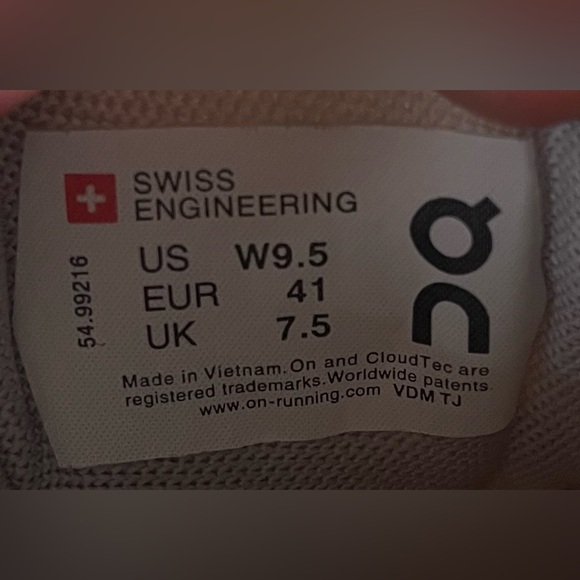 SWISS
ENGINEERING
US W9.5
EUR 41
UK 7.5
54.99216
On
Made in Vietnam. On and CloudTec are
registered trademarks. Worldwide patents.
www.on-running.com VDM TJ